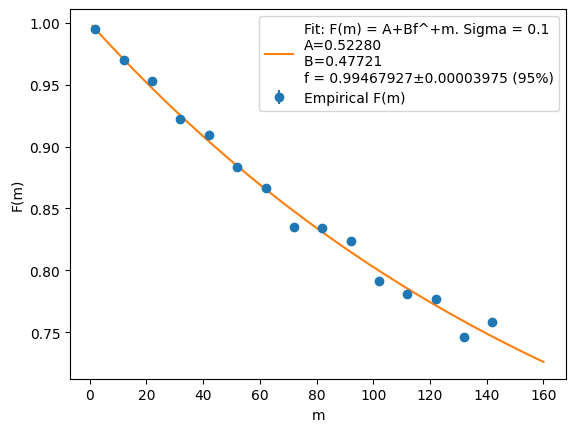 Fit: F(m) = A+Bf^+m. Sigma = 0.1
A=0.52280
B=0.47721
f = 0.99467927±0.00003975 (95%)
Empirical F(m)
1.00
0.95
0.90
0.85
0.80
0.75
F(m)
0 20 40 60 80 100 120 140 160
m